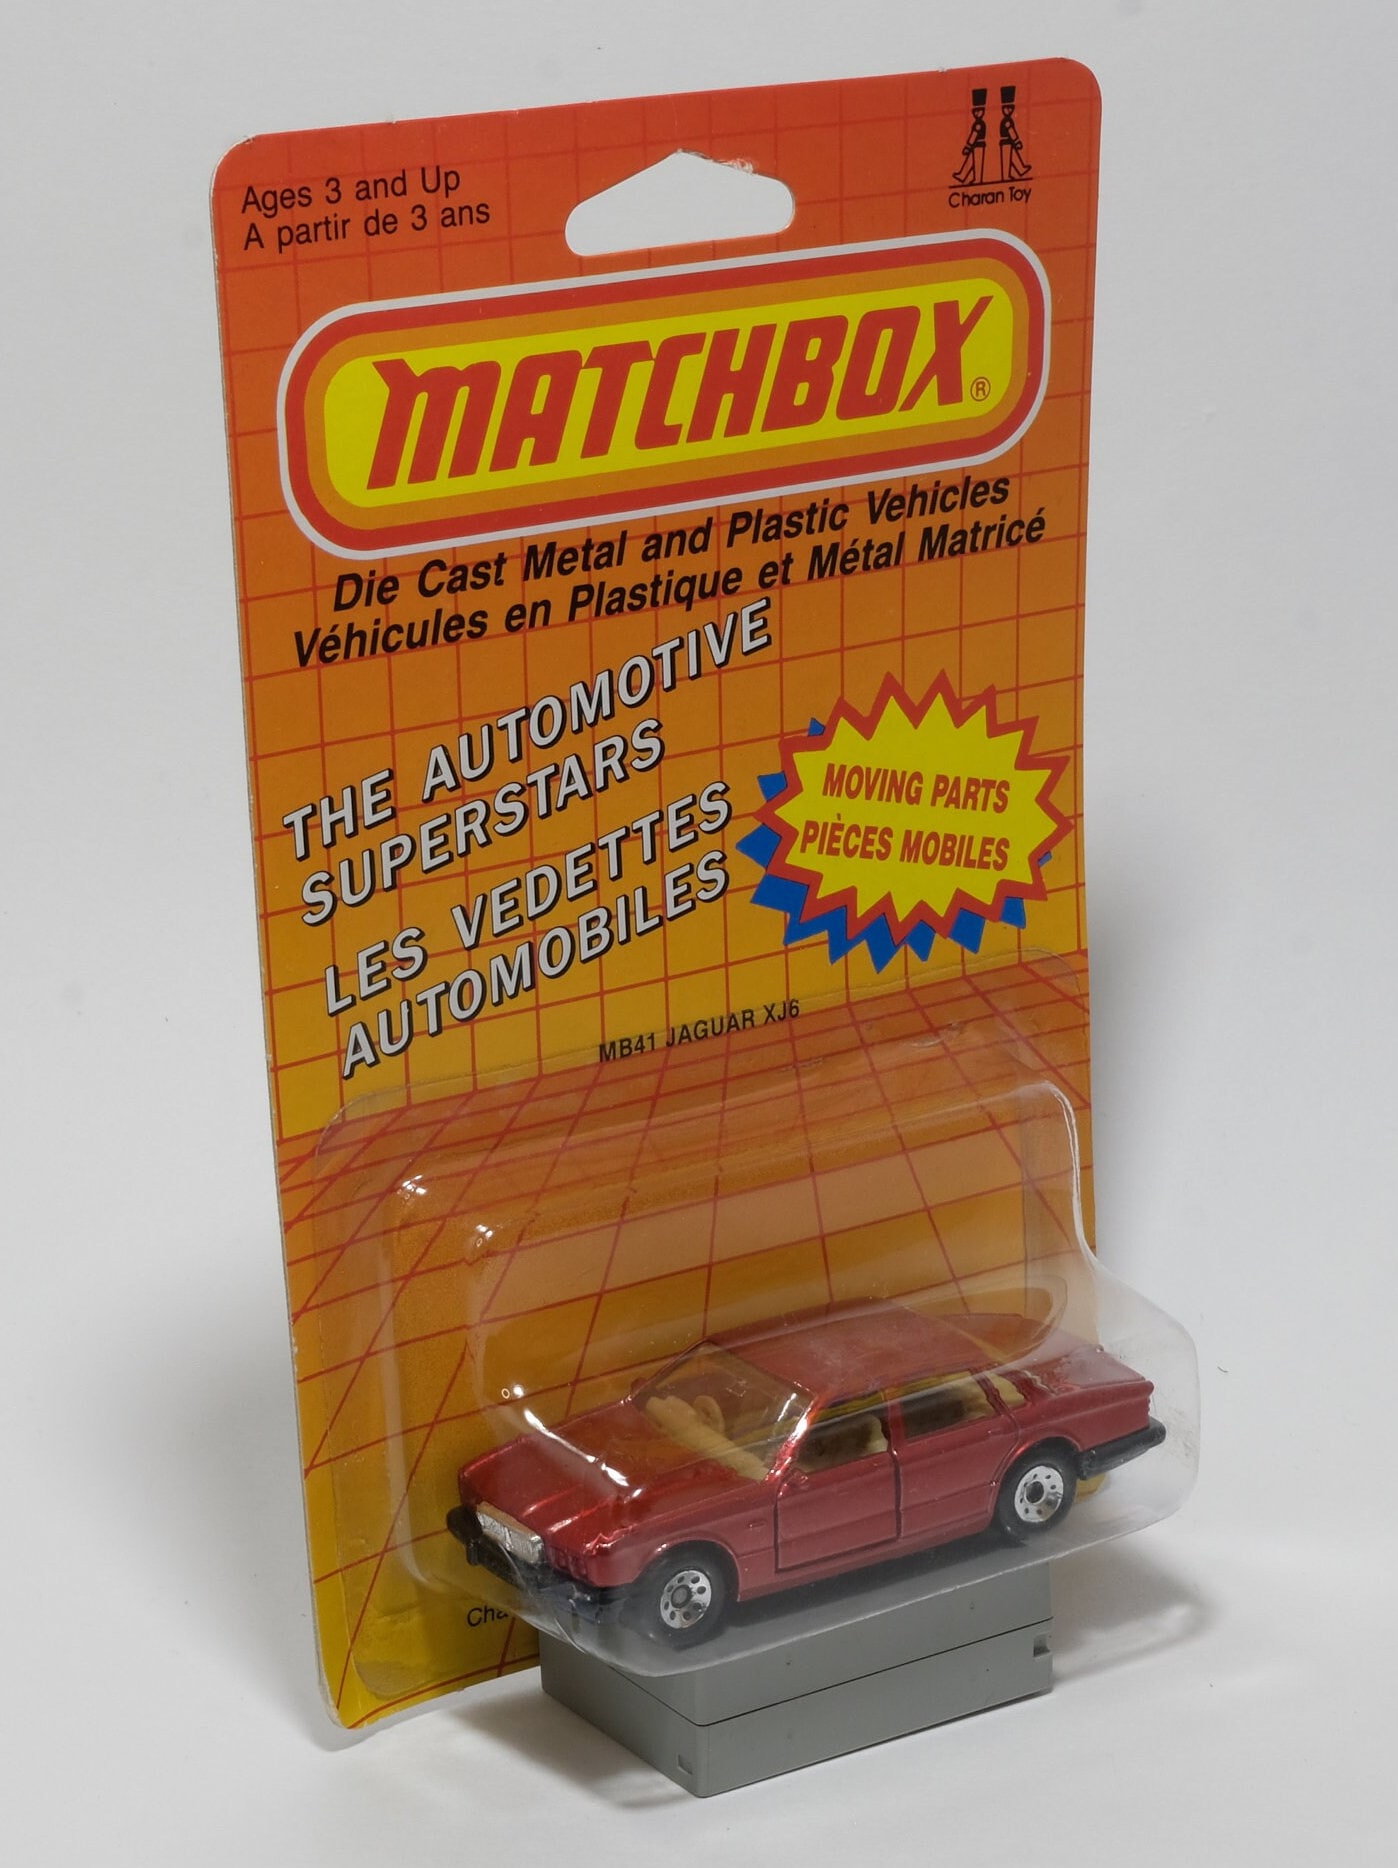 Ages 3 and Up
A partir de 3 ans
Charan Toy
MATCHBOX®
Die Cast Metal and Plastic Vehicles
Véhicules en Plastique et Métal Matricé
THE AUTOMOTIVE
SUPERSTARS
LES VEDETTES
AUTOMOBILES
MOVING PARTS
PIÈCES MOBILES
MB41 JAGUAR XJ6